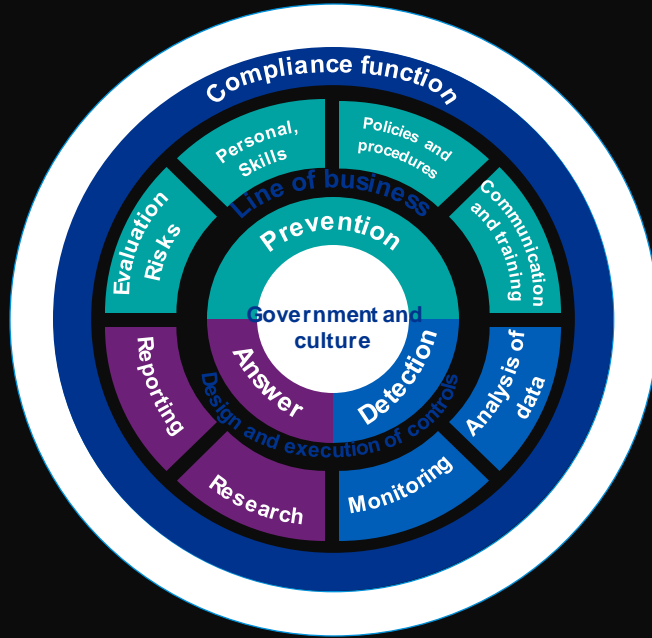 Compliance function
Personal,
Skills
Policies and
procedures
Line of business
Evaluation
Risks
Communication
and training
Prevention
Government and
culture
Answer
Detection
Reporting
Analysis of
data
Design and execution of controls
Research
Monitoring